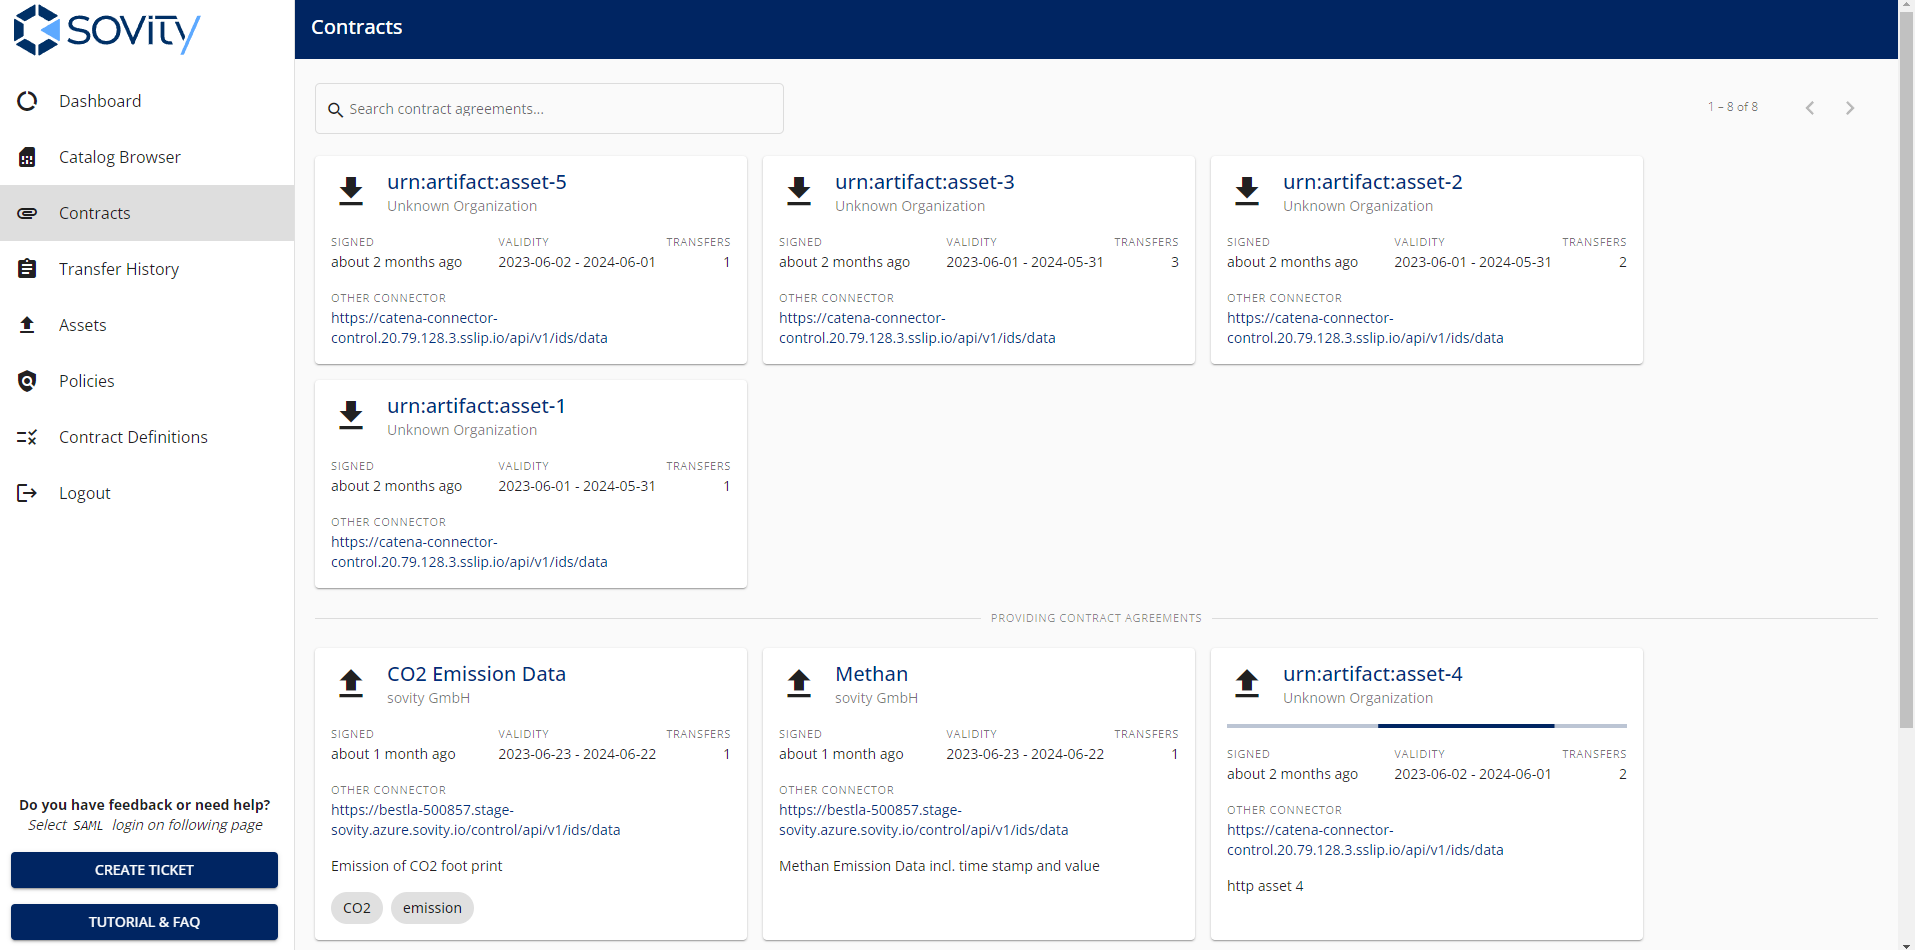 sovity
Contracts
Dashboard
Catalog Browser
Contracts
Transfer History
Assets
Policies
Contract Definitions
Logout
Do you have feedback or need help?
Select SAML login on following page
CREATE TICKET
TUTORIAL & FAQ
Search contract agreements...
1 – 8 of 8
urn:artifact:asset-5
Unknown Organization
SIGNED VALIDITY TRANSFERS
about 2 months ago 2023-06-02 - 2024-06-01 1
OTHER CONNECTOR
https://catena-connector-
control.20.79.128.3.sslip.io/api/v1/ids/data
urn:artifact:asset-3
Unknown Organization
SIGNED VALIDITY TRANSFERS
about 2 months ago 2023-06-01 - 2024-05-31 3
OTHER CONNECTOR
https://catena-connector-
control.20.79.128.3.sslip.io/api/v1/ids/data
urn:artifact:asset-2
Unknown Organization
SIGNED VALIDITY TRANSFERS
about 2 months ago 2023-06-01 - 2024-05-31 2
OTHER CONNECTOR
https://catena-connector-
control.20.79.128.3.sslip.io/api/v1/ids/data
urn:artifact:asset-1
Unknown Organization
SIGNED VALIDITY TRANSFERS
about 2 months ago 2023-06-01 - 2024-05-31 1
OTHER CONNECTOR
https://catena-connector-
control.20.79.128.3.sslip.io/api/v1/ids/data
PROVIDING CONTRACT AGREEMENTS
CO2 Emission Data
sovity GmbH
SIGNED VALIDITY TRANSFERS
about 1 month ago 2023-06-23 - 2024-06-22 1
OTHER CONNECTOR
https://bestla-500857.stage-
sovity.azure.sovity.io/control/api/v1/ids/data
Emission of CO2 foot print
CO2 emission
Methan
sovity GmbH
SIGNED VALIDITY TRANSFERS
about 1 month ago 2023-06-23 - 2024-06-22 1
OTHER CONNECTOR
https://bestla-500857.stage-
sovity.azure.sovity.io/control/api/v1/ids/data
Methan Emission Data incl. time stamp and value
urn:artifact:asset-4
Unknown Organization
SIGNED VALIDITY TRANSFERS
about 2 months ago 2023-06-02 - 2024-06-01 2
OTHER CONNECTOR
https://catena-connector-
control.20.79.128.3.sslip.io/api/v1/ids/data
http asset 4